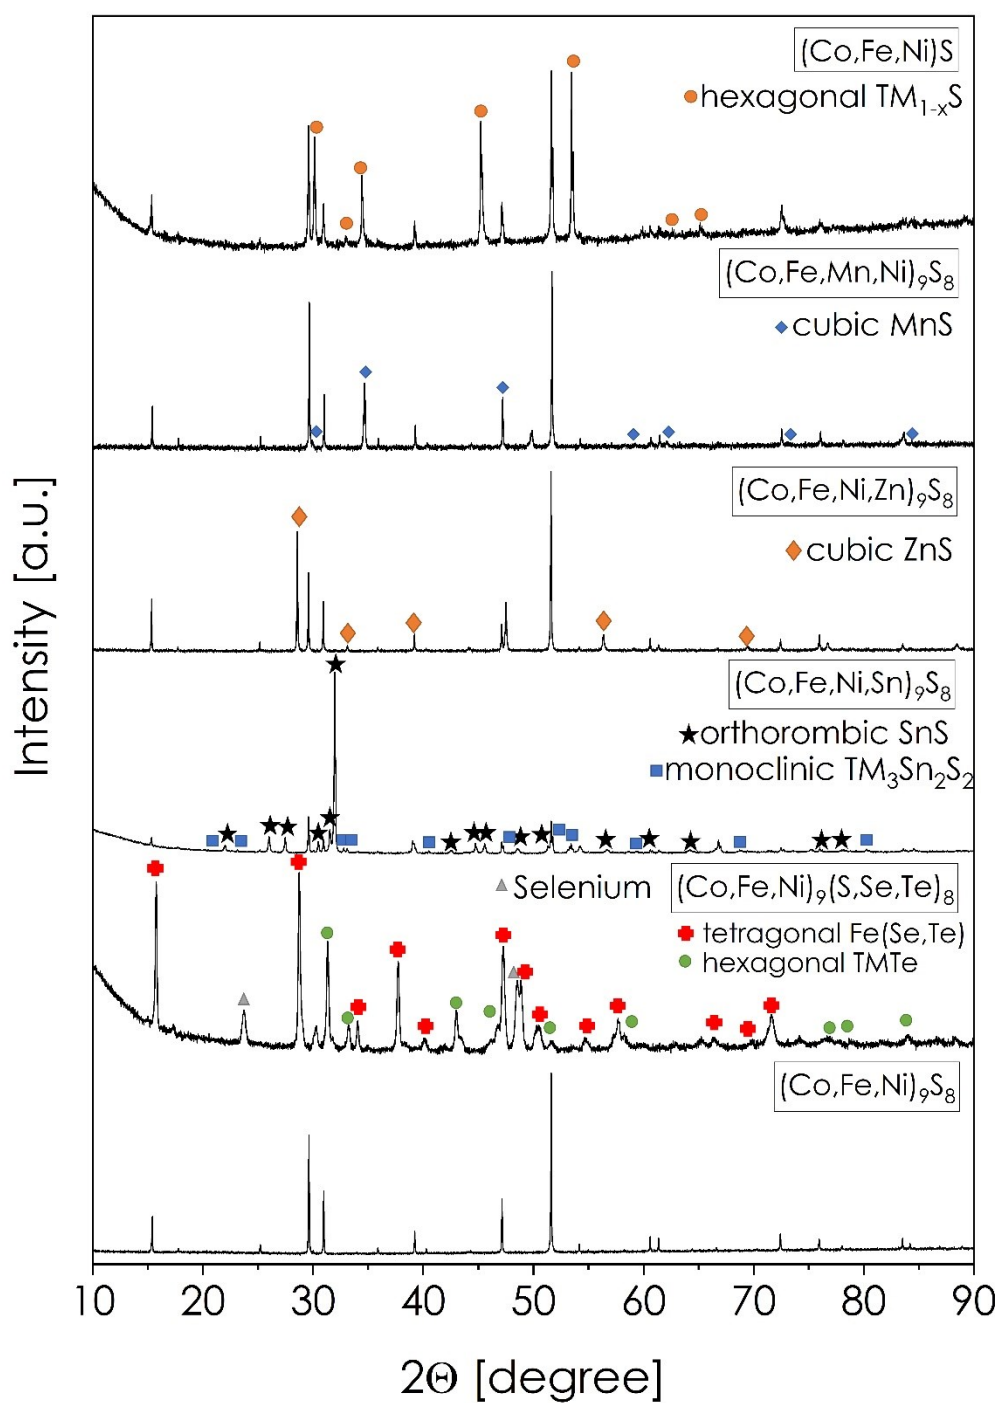 (Co,Fe,Ni)S
hexagonal TM₁₋ₓS
(Co,Fe,Mn,Ni)₉S₈
cubic MnS
(Co,Fe,Ni,Zn)₉S₈
cubic ZnS
(Co,Fe,Ni,Sn)₉S₈
orthorombic SnS
monoclinic TM₃Sn₂S₂
Selenium
(Co,Fe,Ni)₉(S,Se,Te)₈
tetragonal Fe(Se,Te)
hexagonal TMTe
(Co,Fe,Ni)₉S₈
Intensity [a.u.]
10 20 30 40 50 60 70 80 90
2Θ [degree]